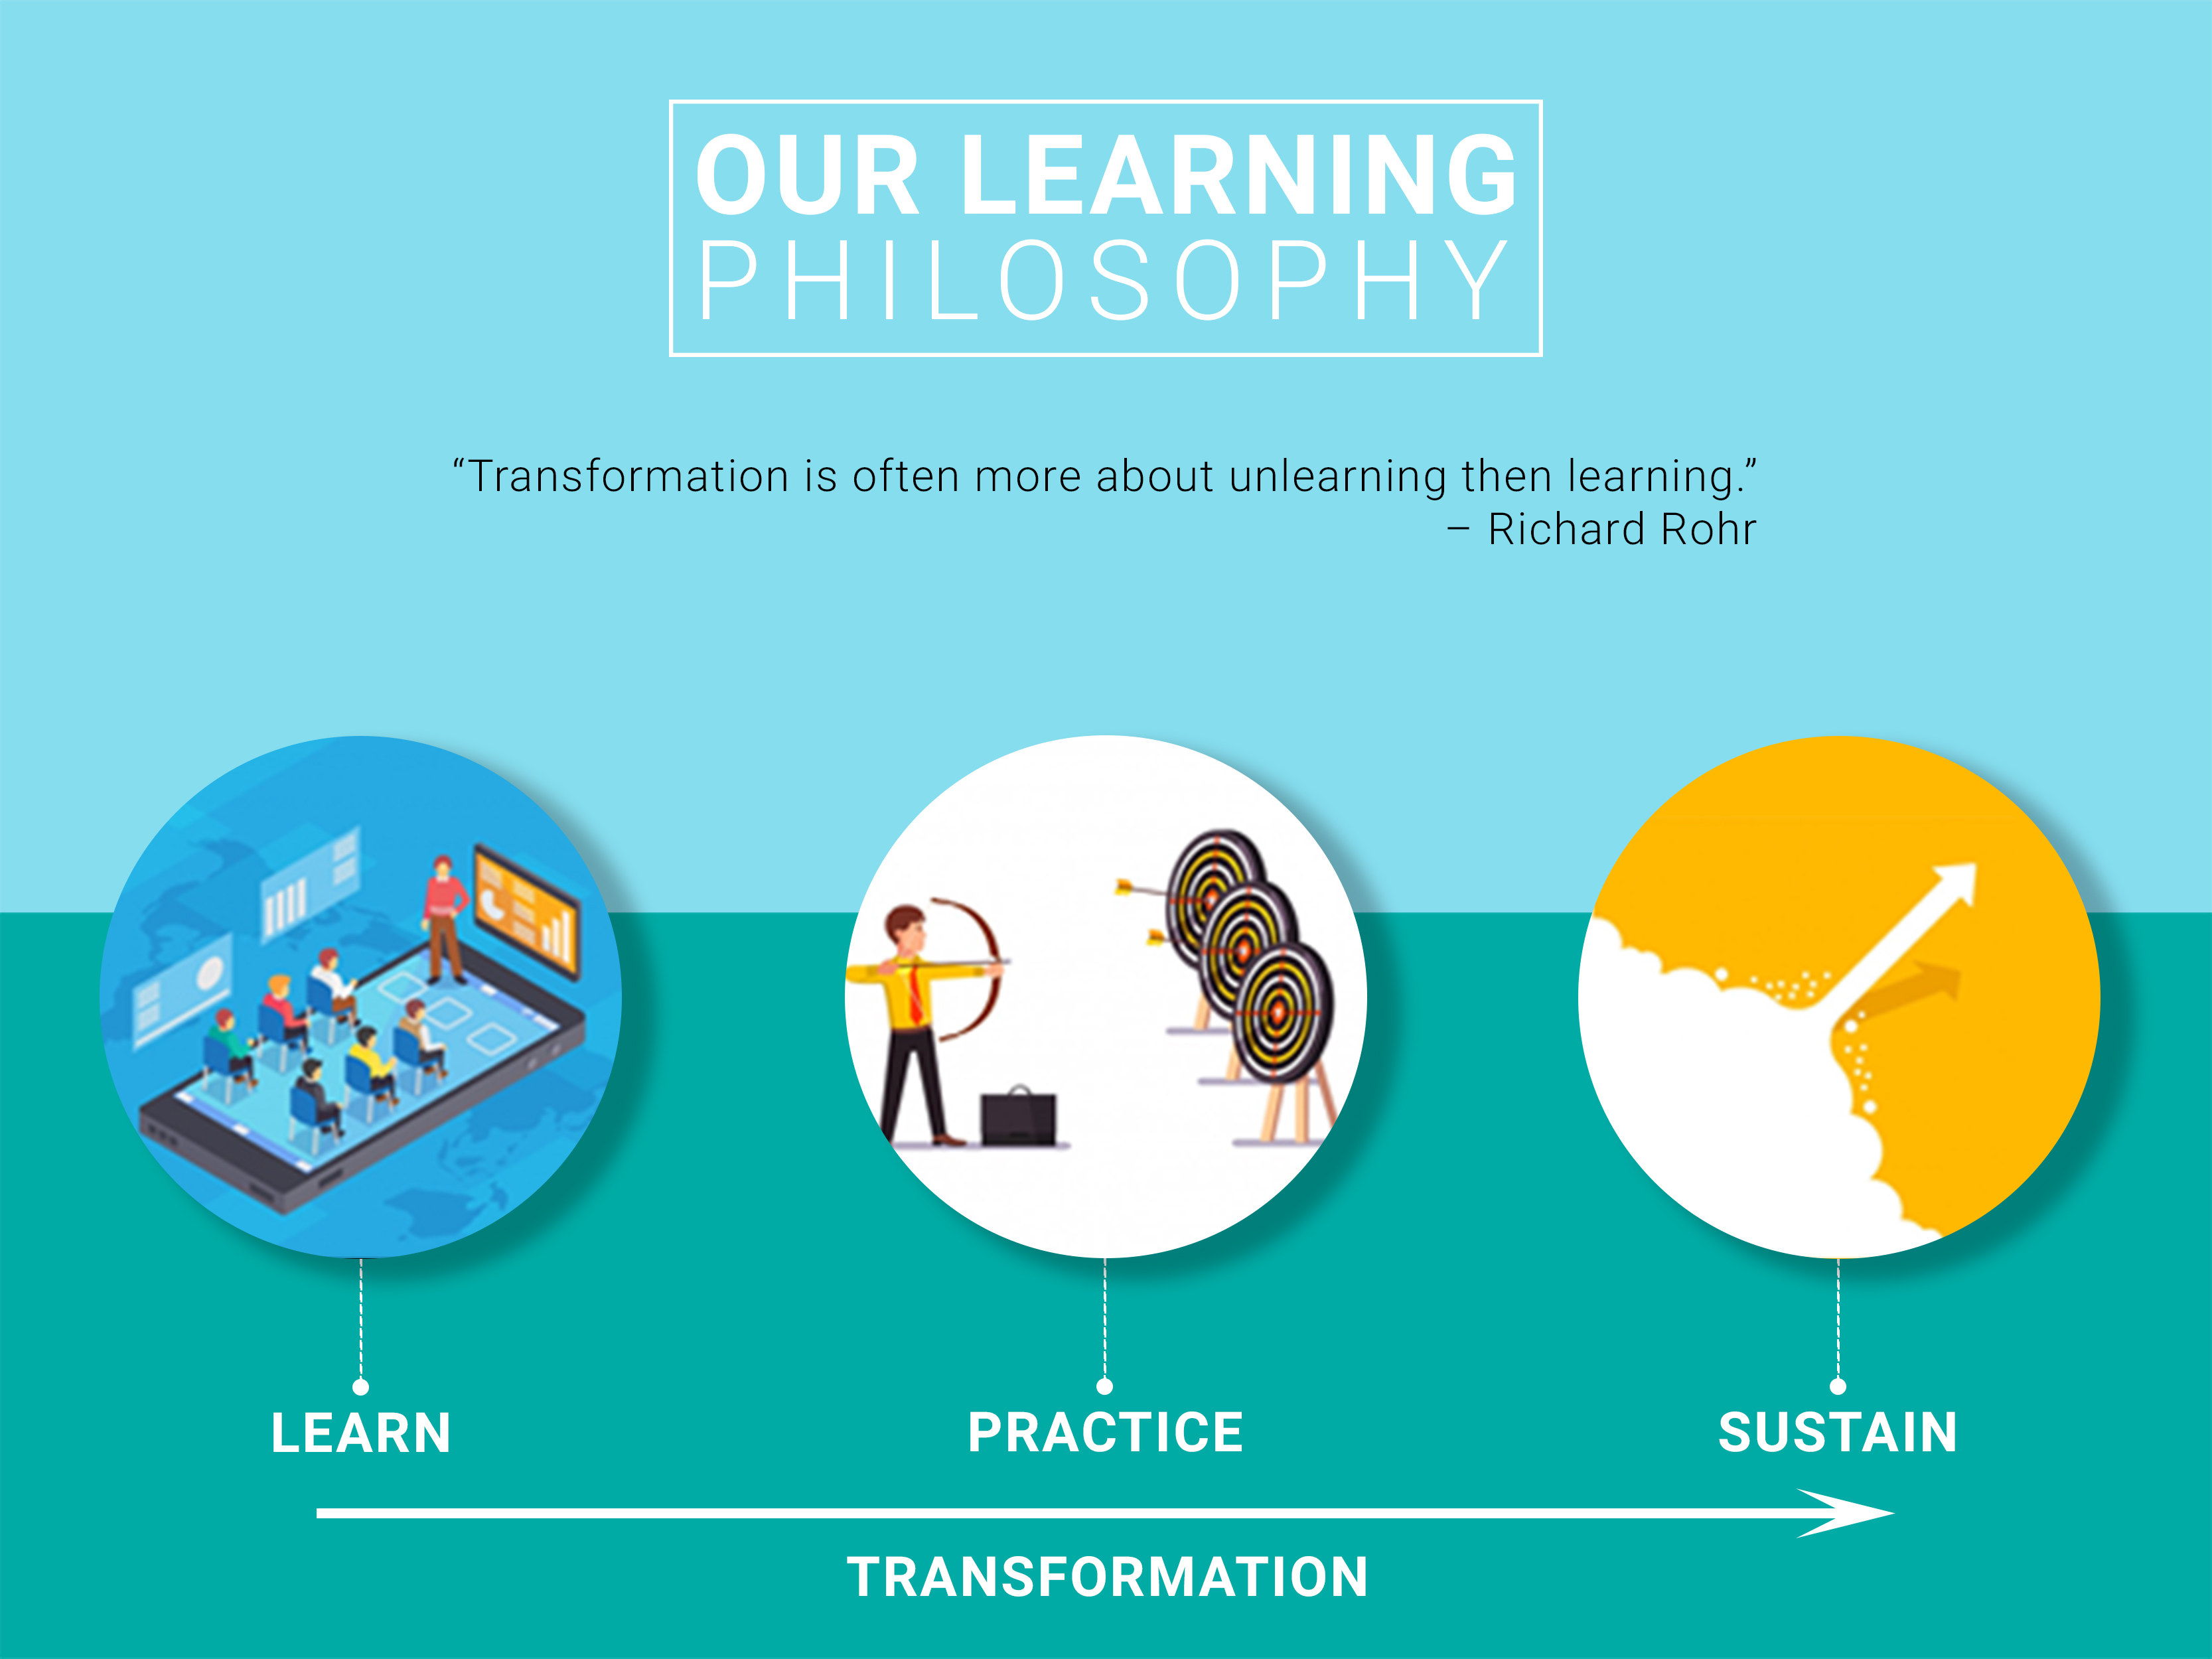 OUR LEARNING
PHILOSOPHY
“Transformation is often more about unlearning then learning.”
– Richard Rohr
LEARN
PRACTICE
SUSTAIN
TRANSFORMATION